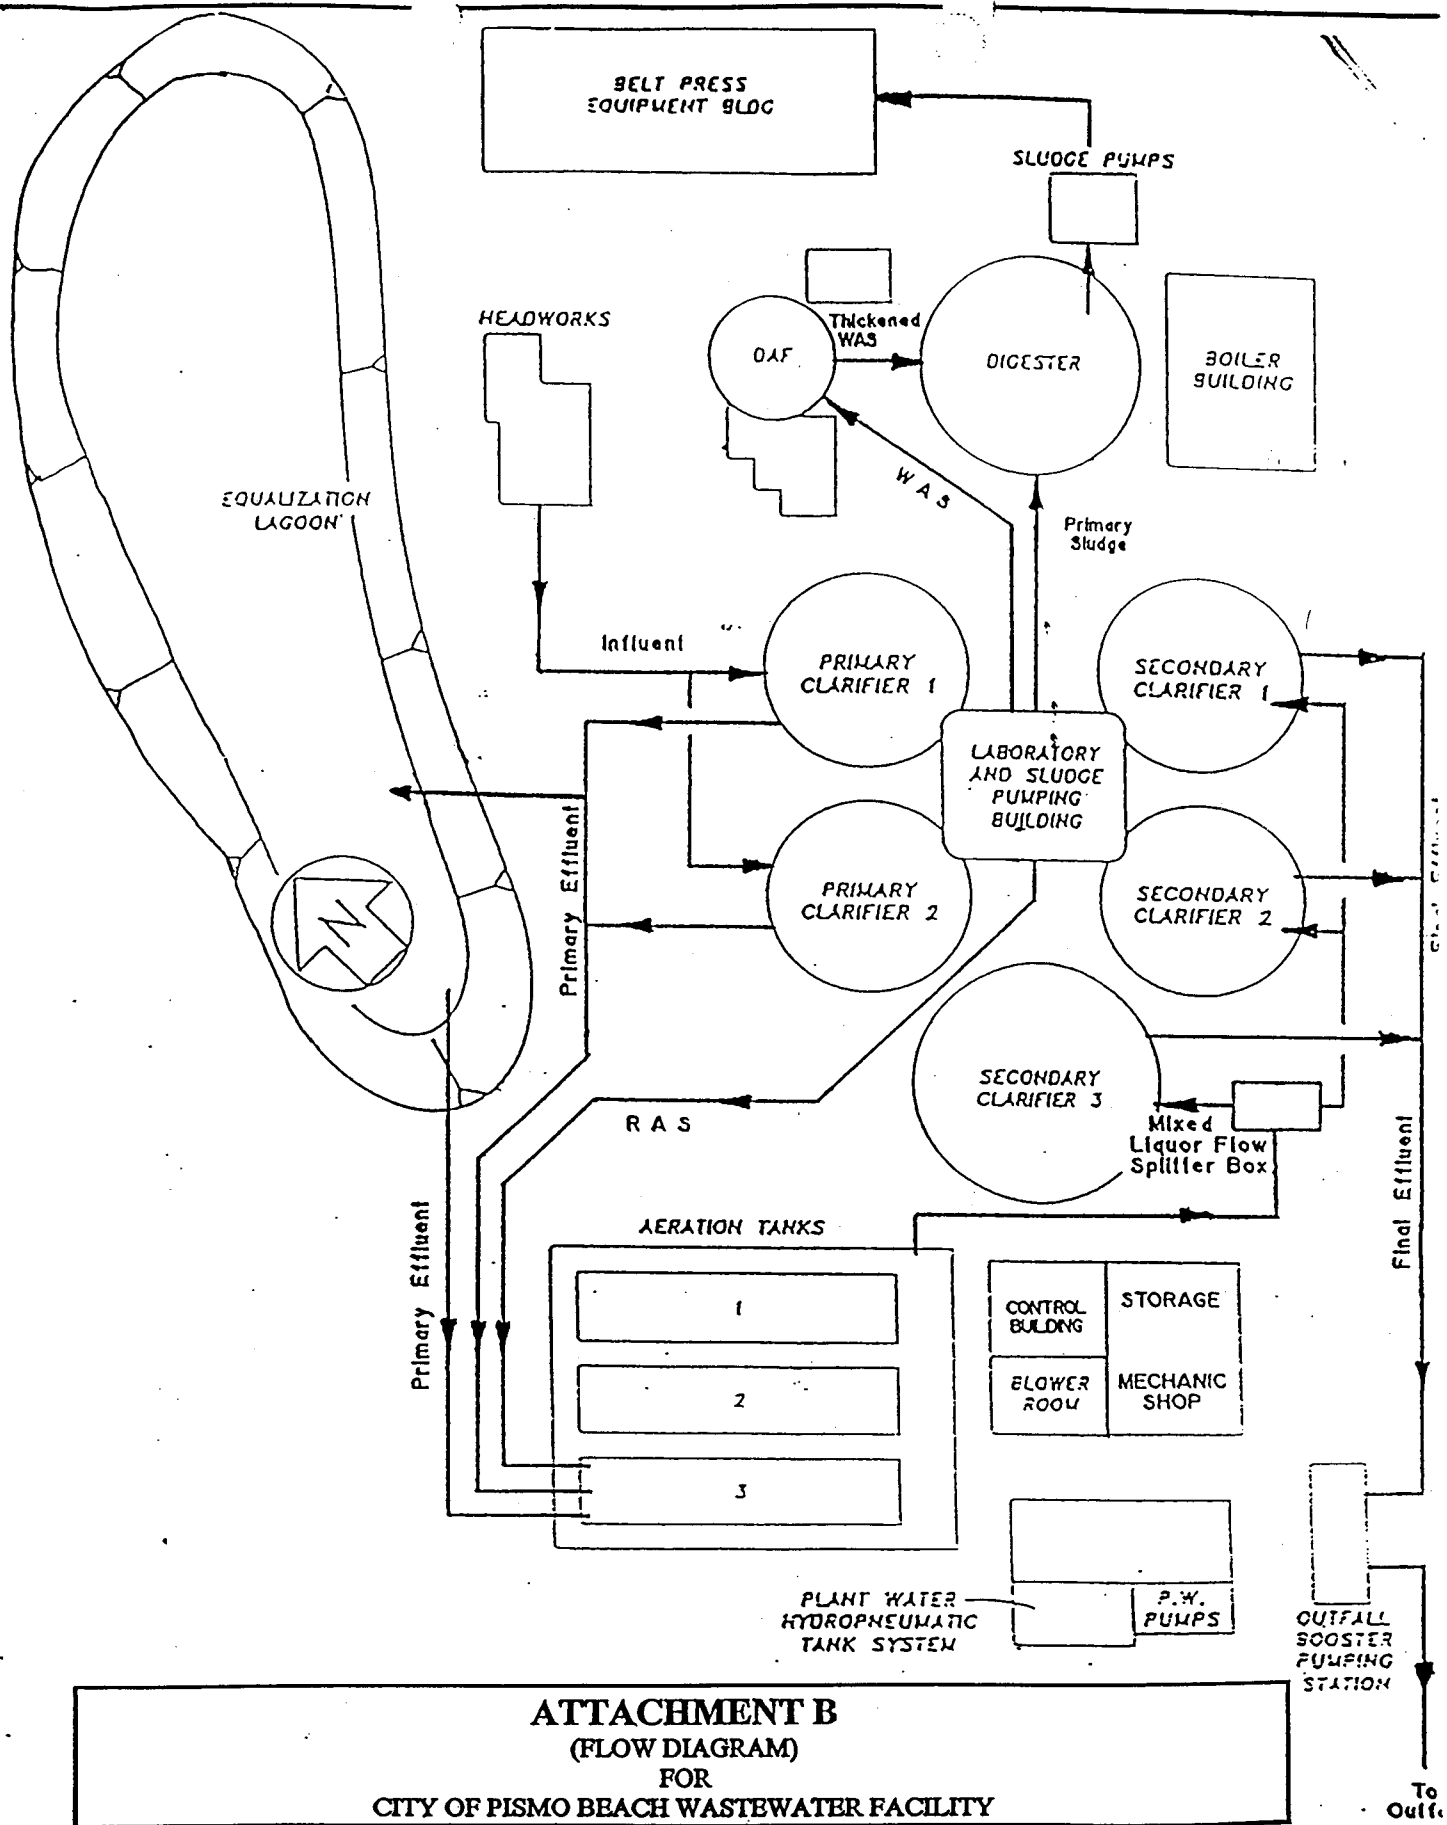 BELT PRESS
EQUIPMENT BLDG
SLUDGE PUMPS
HEADWORKS
DAF
Thickened
WAS
DIGESTER
BOILER
BUILDING
EQUALIZATION
LAGOON
WAS
Primary
Sludge
Influent
PRIMARY
CLARIFIER 1
SECONDARY
CLARIFIER 1
LABORATORY
AND SLUDGE
PUMPING
BUILDING
Primary Effluent
PRIMARY
CLARIFIER 2
SECONDARY
CLARIFIER 2
N
SECONDARY
CLARIFIER 3
RAS
Mixed
Liquor Flow
Splitter Box
Final Effluent
Primary Effluent
AERATION TANKS
1
2
3
CONTROL
BUILDING
STORAGE
BLOWER
ROOM
MECHANIC
SHOP
PLANT WATER
HYDROPNEUMATIC
TANK SYSTEM
P.W.
PUMPS
OUTFALL
BOOSTER
PUMPING
STATION
ATTACHMENT B
(FLOW DIAGRAM)
FOR
CITY OF PISMO BEACH WASTEWATER FACILITY
To